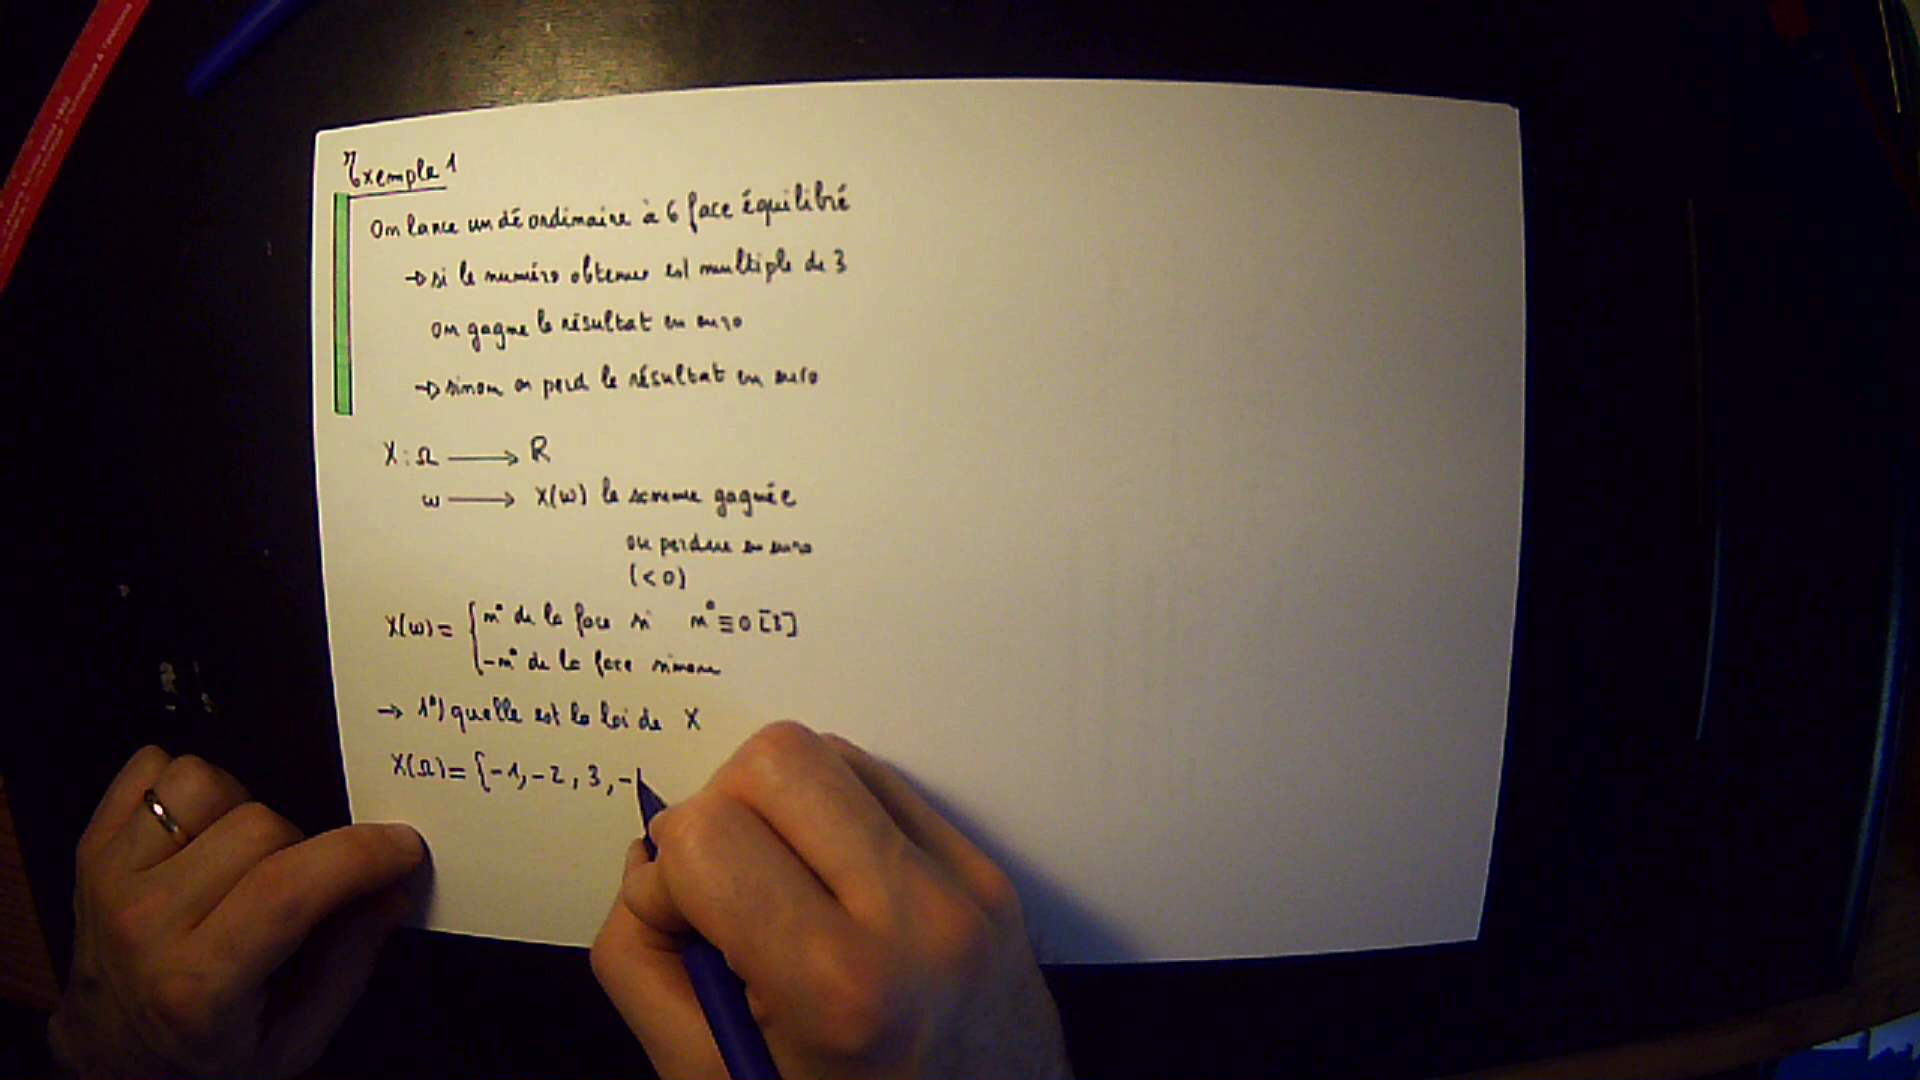 Exemple 1
On lance un dé ordinaire à 6 face équilibré
→ si le numéro obtenu est multiple de 3
on gagne le résultat en euro
→ sinon on perd le résultat en euro
X : Ω ⟶ R
ω ⟶ X(ω) la somme gagnée
ou perdue en euro
(< 0)
X(ω) = { n° de la face si n° ≡ 0 [3]
-n° de la face sinon
→ 1°) quelle est la loi de X
X(Ω) = { -1, -2, 3, -